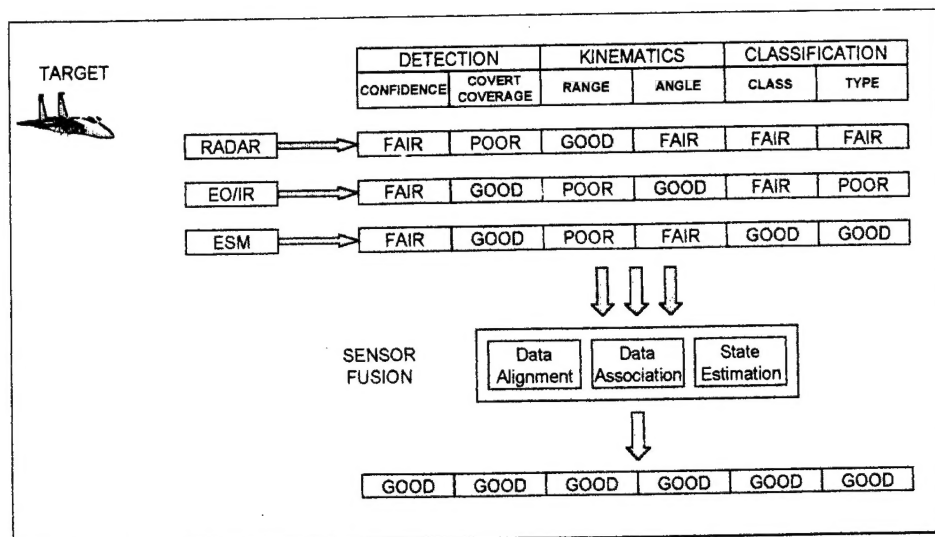 TARGET
DETECTION KINEMATICS CLASSIFICATION
CONFIDENCE COVERT COVERAGE RANGE ANGLE CLASS TYPE
RADAR FAIR POOR GOOD FAIR FAIR FAIR
EO/IR FAIR GOOD POOR GOOD FAIR POOR
ESM FAIR GOOD POOR FAIR GOOD GOOD
SENSOR
FUSION
Data
Alignment
Data
Association
State
Estimation
GOOD GOOD GOOD GOOD GOOD GOOD